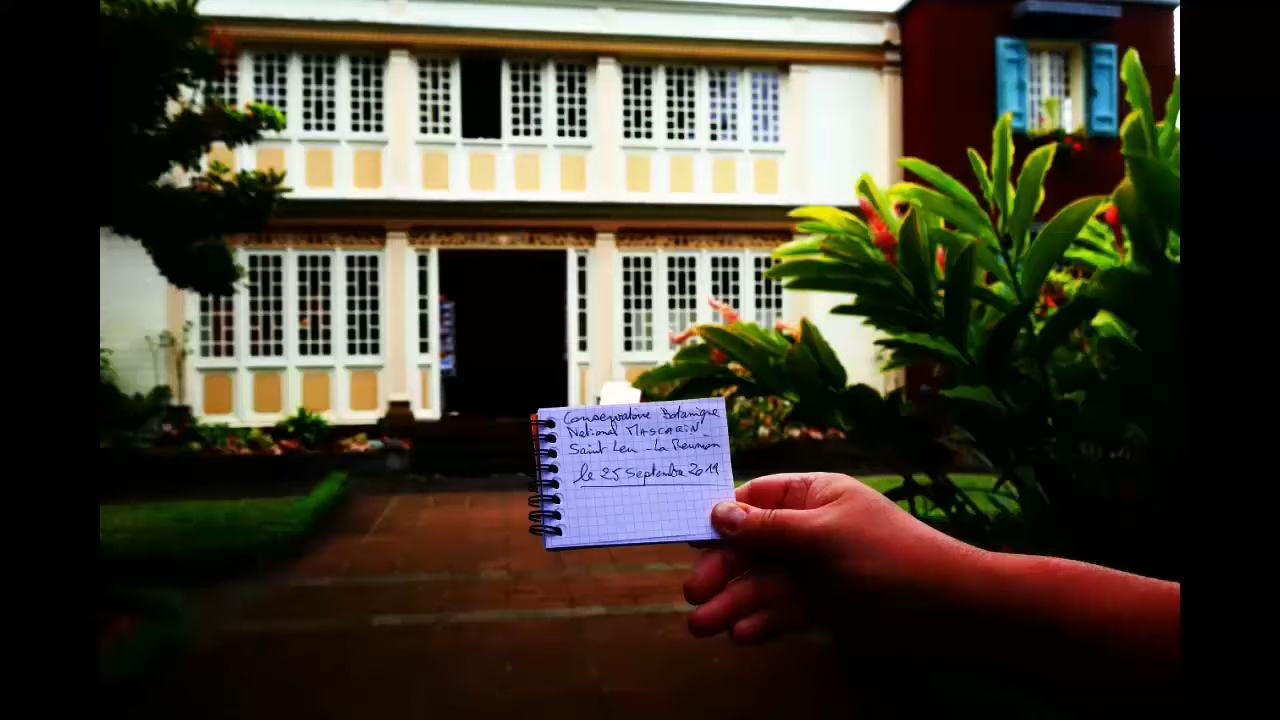 Conservatoire Botanique
National MASCARIN
Saint Leu - La Réunion
le 25 Septembre 2019